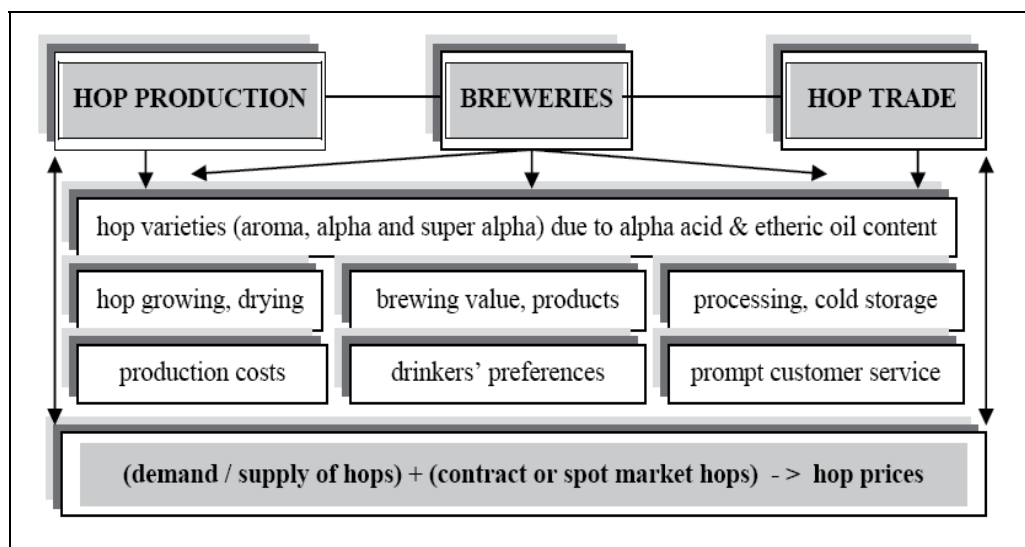 HOP PRODUCTION
BREWERIES
HOP TRADE
hop varieties (aroma, alpha and super alpha) due to alpha acid & etheric oil content
hop growing, drying
brewing value, products
processing, cold storage
production costs
drinkers’ preferences
prompt customer service
(demand / supply of hops) + (contract or spot market hops) - > hop prices